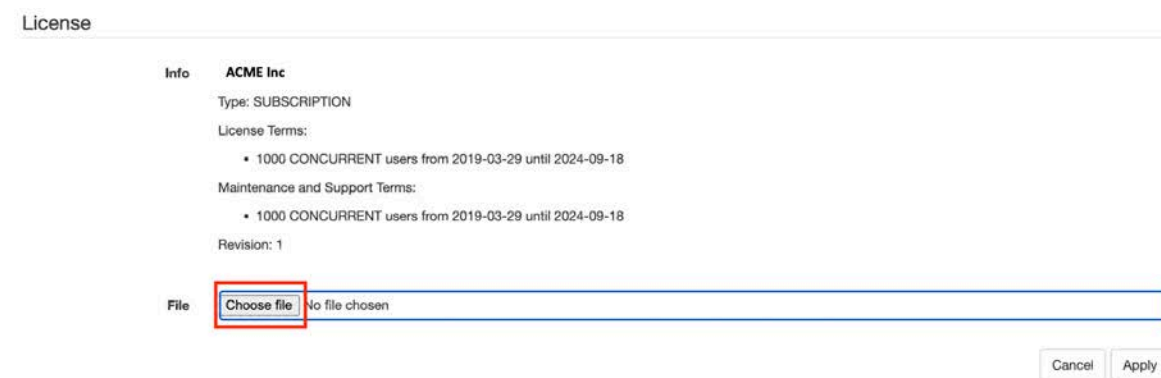 License
Info ACME Inc
Type: SUBSCRIPTION
License Terms:
• 1000 CONCURRENT users from 2019-03-29 until 2024-09-18
Maintenance and Support Terms:
• 1000 CONCURRENT users from 2019-03-29 until 2024-09-18
Revision: 1
File Choose file No file chosen
Cancel Apply